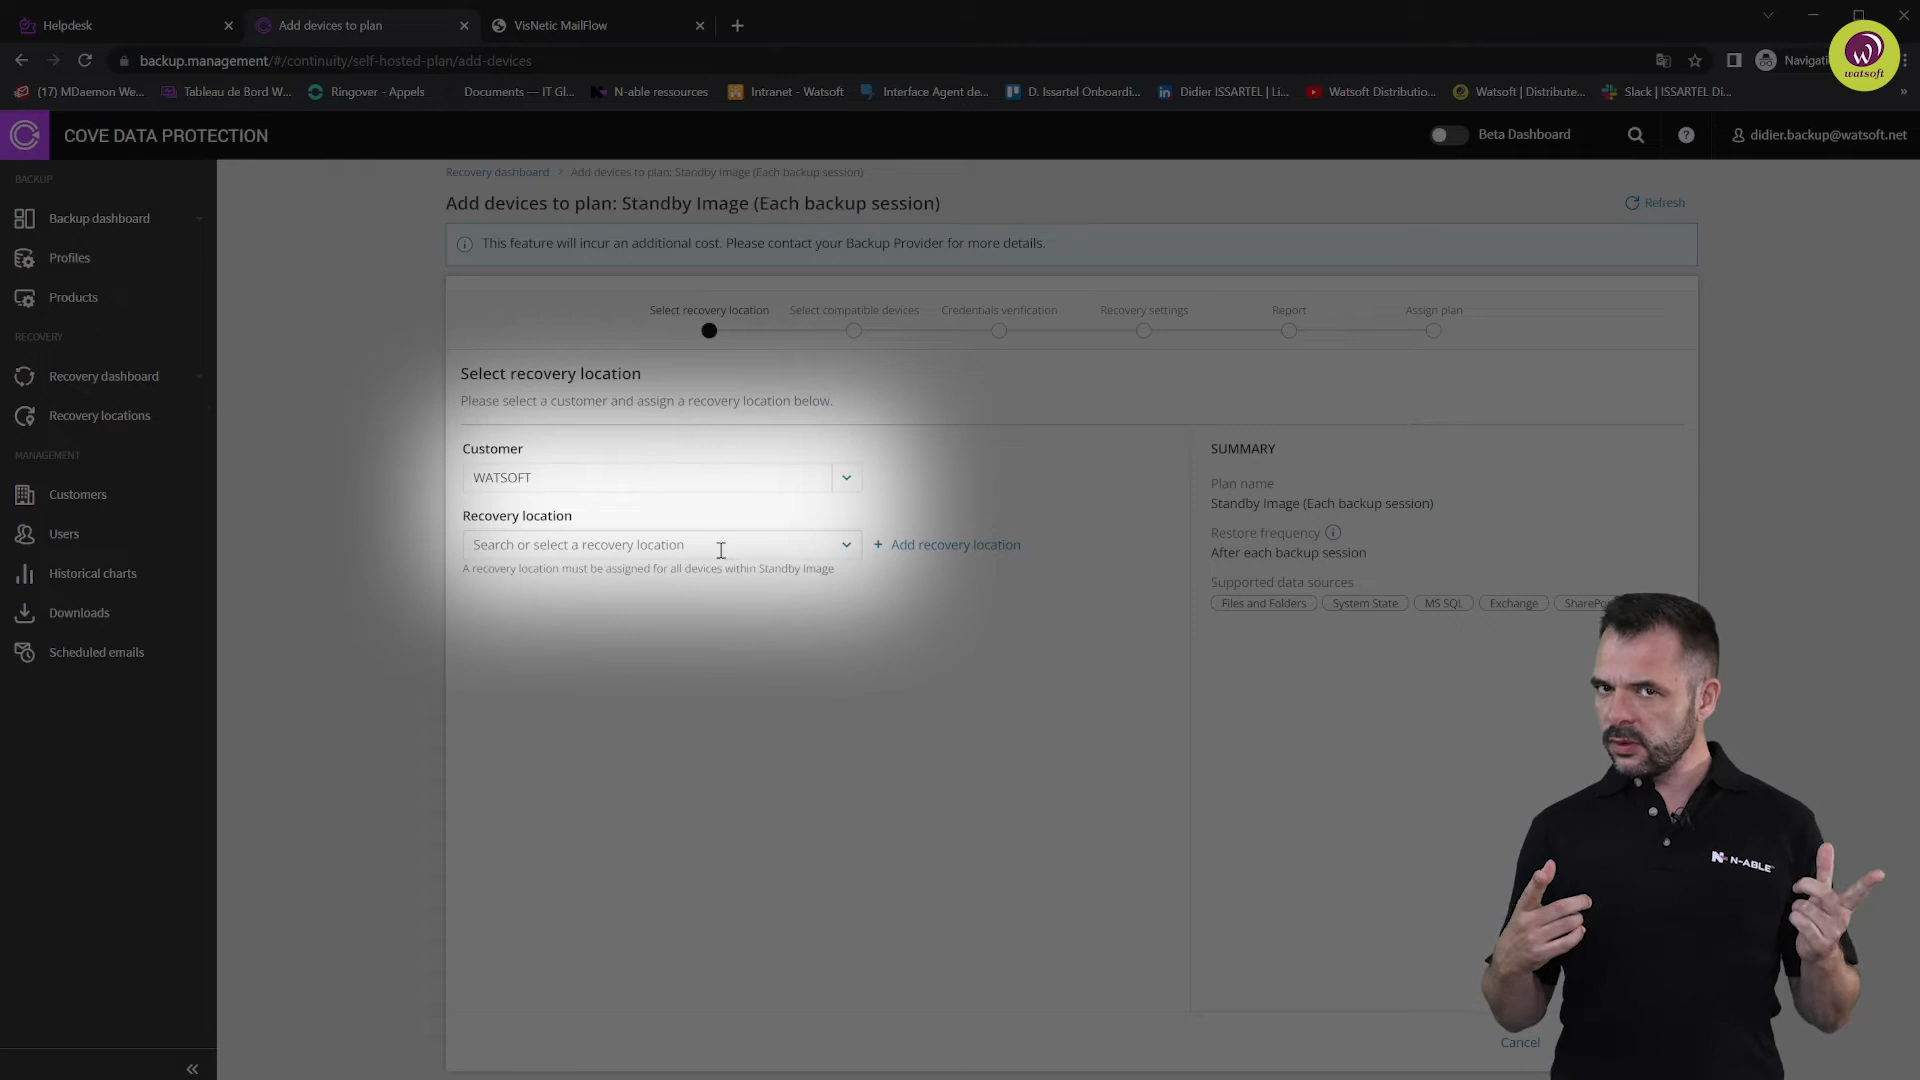 Helpdesk
Add devices to plan
VisNetic MailFlow
backup.management/#/continuity/self-hosted-plan/add-devices
(17) MDaemon We...
Tableau de Bord W...
Ringover - Appels
Documents — IT Gl...
N-able ressources
Intranet - Watsoft
Interface Agent de...
D. Issartel Onboardi...
Didier ISSARTEL | Li...
Watsoft Distributio...
Watsoft | Distribute...
Slack | ISSARTEL Di...
watsoft
COVE DATA PROTECTION
Beta Dashboard
didier.backup@watsoft.net
BACKUP
Backup dashboard
Profiles
Products
RECOVERY
Recovery dashboard
Recovery locations
MANAGEMENT
Customers
Users
Historical charts
Downloads
Scheduled emails
Recovery dashboard > Add devices to plan: Standby Image (Each backup session)
Add devices to plan: Standby Image (Each backup session)
Refresh
This feature will incur an additional cost. Please contact your Backup Provider for more details.
Select recovery location
Select compatible devices
Credentials verification
Recovery settings
Report
Assign plan
Select recovery location
Please select a customer and assign a recovery location below.
Customer
WATSOFT
Recovery location
Search or select a recovery location
+ Add recovery location
A recovery location must be assigned for all devices within Standby Image
SUMMARY
Plan name
Standby Image (Each backup session)
Restore frequency
After each backup session
Supported data sources
Files and Folders
System State
MS SQL
Exchange
Cancel
N-ABLE